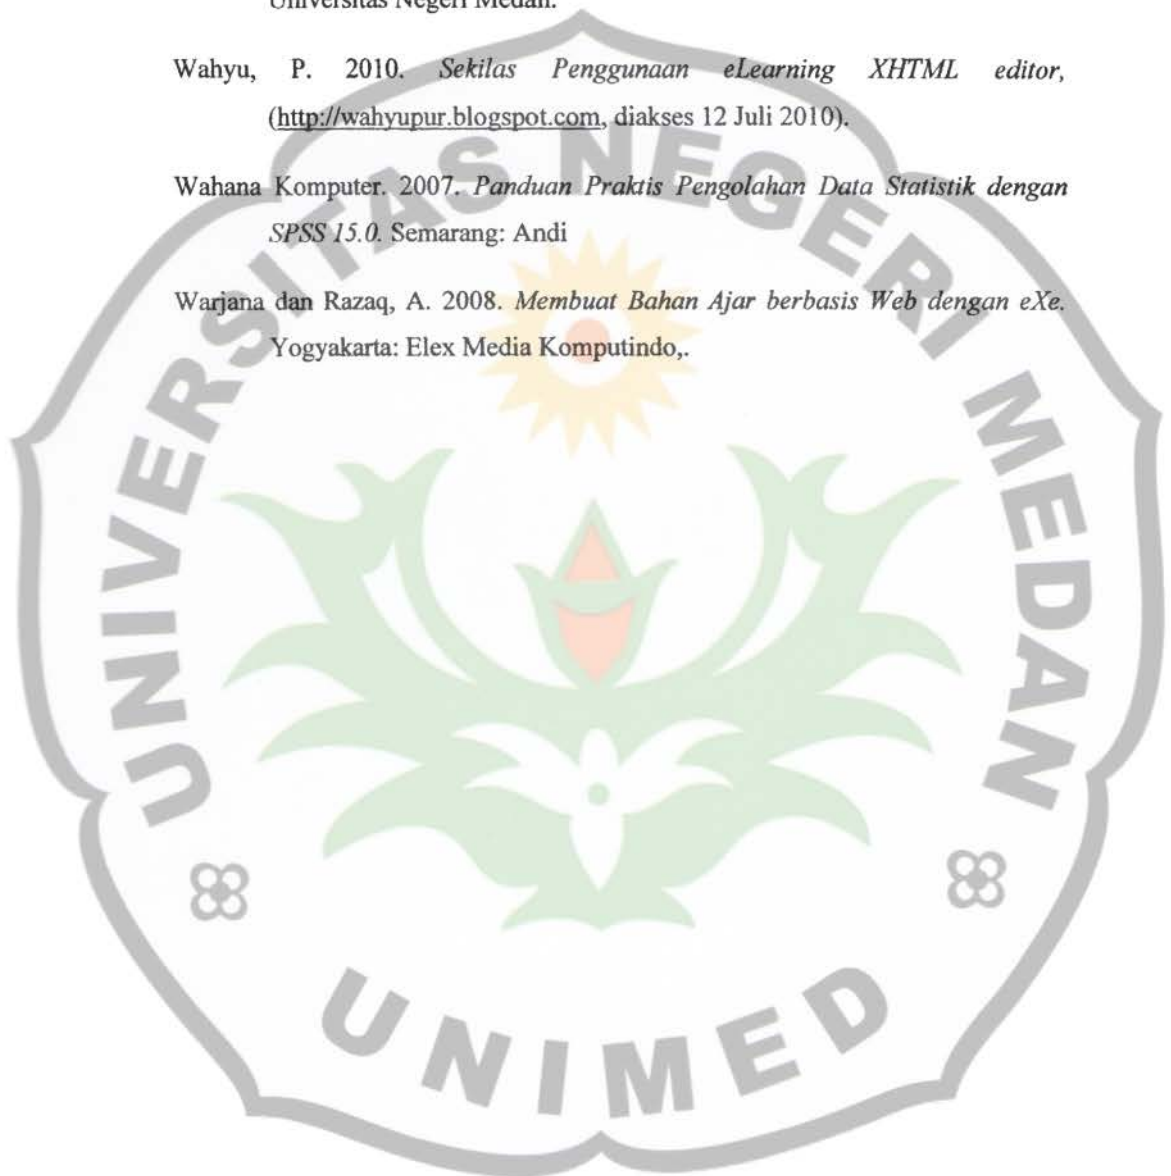 Universitas Negeri Medan.
Wahyu, P. 2010. Sekilas Penggunaan eLearning XHTML editor,
(http://wahyupur.blogspot.com, diakses 12 Juli 2010).
Wahana Komputer. 2007. Panduan Praktis Pengolahan Data Statistik dengan
SPSS 15.0. Semarang: Andi
Warjana dan Razaq, A. 2008. Membuat Bahan Ajar berbasis Web dengan eXe.
Yogyakarta: Elex Media Komputindo,.
UNIVERSITAS NEGERI MEDAN
UNIMED